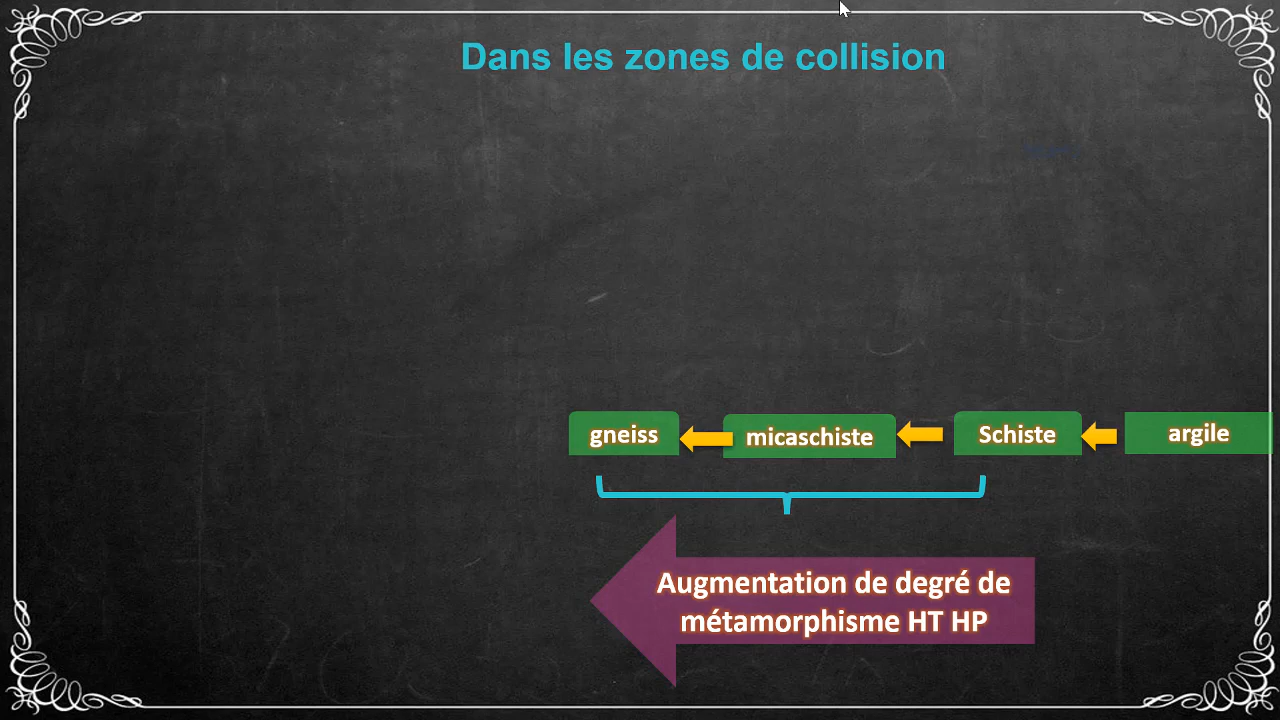 Dans les zones de collision
gneiss micaschiste Schiste argile
Augmentation de degré de
métamorphisme HT HP